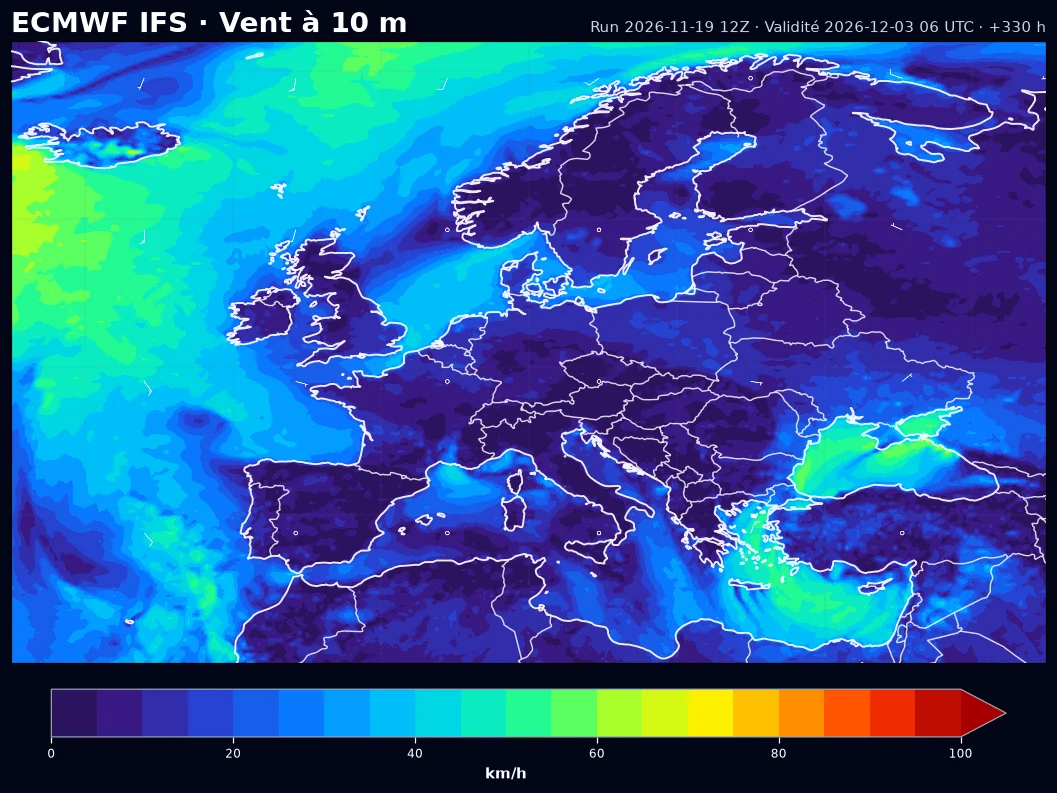 ECMWF IFS · Vent à 10 m
Run 2026-11-19 12Z · Validité 2026-12-03 06 UTC · +330 h
0 20 40 60 80 100
km/h